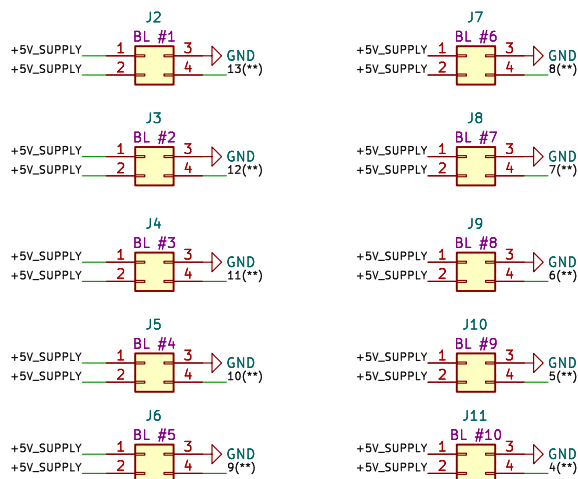 J2
BL #1
+5V_SUPPLY 1 3 GND
+5V_SUPPLY 2 4 13(**)
J7
BL #6
+5V_SUPPLY 1 3 GND
+5V_SUPPLY 2 4 8(**)
J3
BL #2
+5V_SUPPLY 1 3 GND
+5V_SUPPLY 2 4 12(**)
J8
BL #7
+5V_SUPPLY 1 3 GND
+5V_SUPPLY 2 4 7(**)
J4
BL #3
+5V_SUPPLY 1 3 GND
+5V_SUPPLY 2 4 11(**)
J9
BL #8
+5V_SUPPLY 1 3 GND
+5V_SUPPLY 2 4 6(**)
J5
BL #4
+5V_SUPPLY 1 3 GND
+5V_SUPPLY 2 4 10(**)
J10
BL #9
+5V_SUPPLY 1 3 GND
+5V_SUPPLY 2 4 5(**)
J6
BL #5
+5V_SUPPLY 1 3 GND
+5V_SUPPLY 2 4 9(**)
J11
BL #10
+5V_SUPPLY 1 3 GND
+5V_SUPPLY 2 4 4(**)